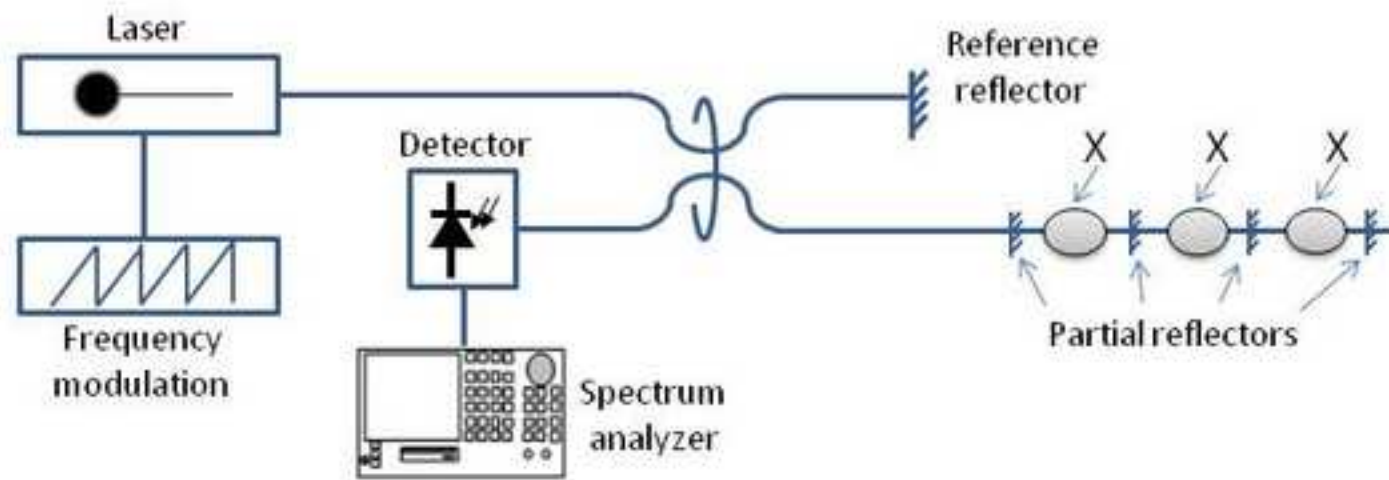 Laser
Reference
reflector
Detector
X X X
Partial reflectors
Frequency
modulation
Spectrum
analyzer